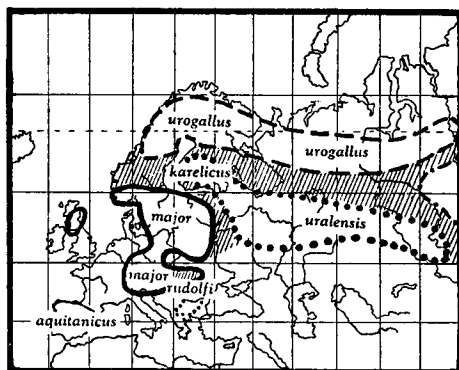 urogallus
urogallus
karelicus
major
uralensis
major
rudolfi
aquitanicus